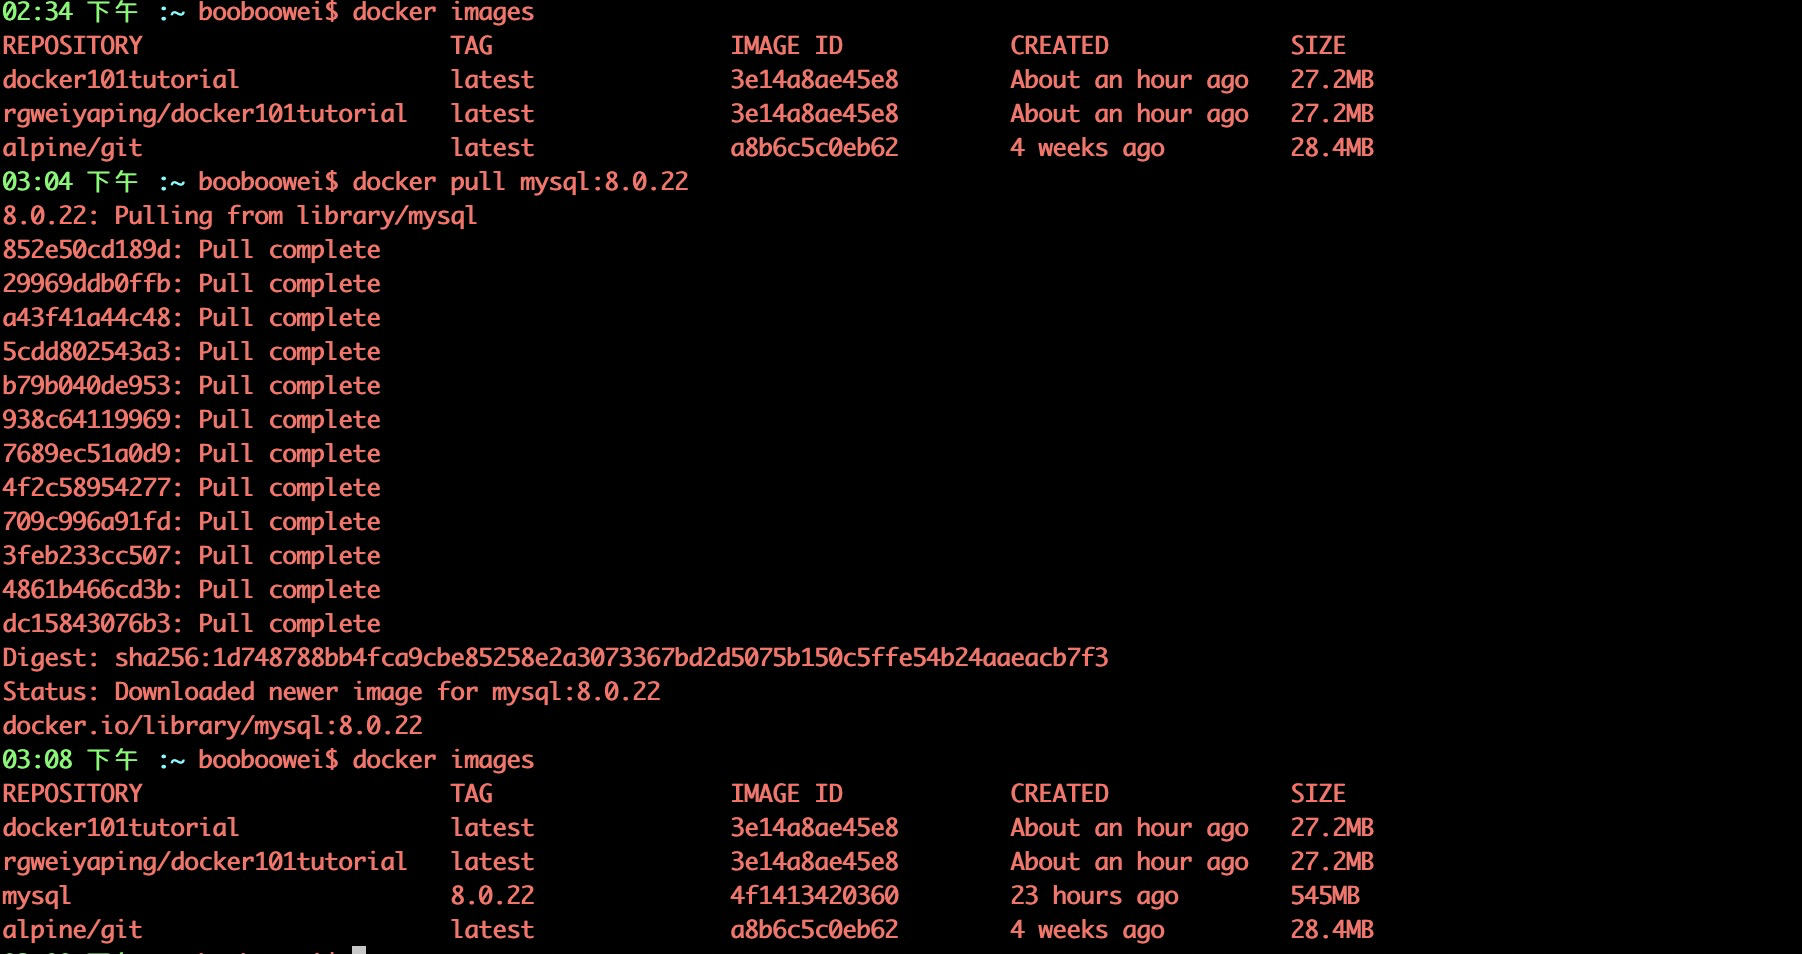 02:34 下午 :~ booboowei$ docker images
REPOSITORY TAG IMAGE ID CREATED SIZE
docker101tutorial latest 3e14a8ae45e8 About an hour ago 27.2MB
rgweiyaping/docker101tutorial latest 3e14a8ae45e8 About an hour ago 27.2MB
alpine/git latest a8b6c5c0eb62 4 weeks ago 28.4MB
03:04 下午 :~ booboowei$ docker pull mysql:8.0.22
8.0.22: Pulling from library/mysql
852e50cd189d: Pull complete
29969ddb0ffb: Pull complete
a43f41a44c48: Pull complete
5cdd802543a3: Pull complete
b79b040de953: Pull complete
938c64119969: Pull complete
7689ec51a0d9: Pull complete
4f2c58954277: Pull complete
709c996a91fd: Pull complete
3feb233cc507: Pull complete
4861b466cd3b: Pull complete
dc15843076b3: Pull complete
Digest: sha256:1d748788bb4fca9cbe85258e2a3073367bd2d5075b150c5ffe54b24aaeacb7f3
Status: Downloaded newer image for mysql:8.0.22
docker.io/library/mysql:8.0.22
03:08 下午 :~ booboowei$ docker images
REPOSITORY TAG IMAGE ID CREATED SIZE
docker101tutorial latest 3e14a8ae45e8 About an hour ago 27.2MB
rgweiyaping/docker101tutorial latest 3e14a8ae45e8 About an hour ago 27.2MB
mysql 8.0.22 4f1413420360 23 hours ago 545MB
alpine/git latest a8b6c5c0eb62 4 weeks ago 28.4MB